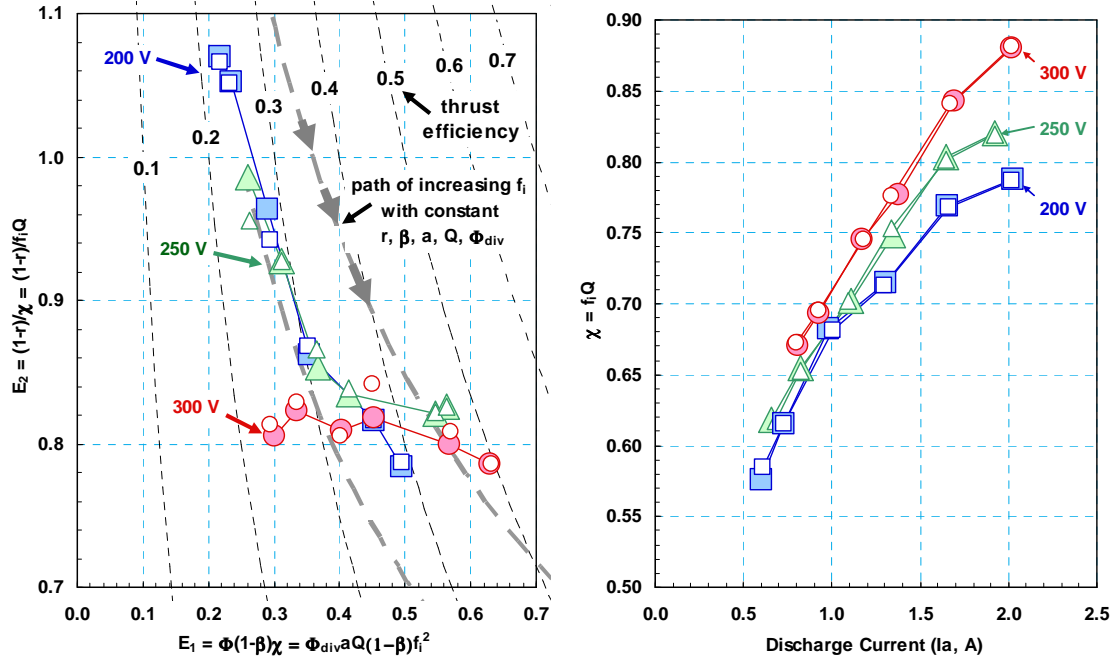 1.1
1.0
0.9
0.8
0.7
E₂ = (1-r)/χ = (1-r)/fᵢQ
200 V
250 V
300 V
0.1
0.2
0.3
0.4
0.5
0.6
0.7
thrust
efficiency
path of increasing fᵢ
with constant
r, β, a, Q, Φdiv
0.0 0.1 0.2 0.3 0.4 0.5 0.6 0.7
E₁ = Φ(1-β)χ = ΦdivaQ(1−β)fᵢ²
0.90
0.85
0.80
0.75
0.70
0.65
0.60
0.55
0.50
χ = fᵢQ
300 V
250 V
200 V
0.0 0.5 1.0 1.5 2.0 2.5
Discharge Current (Ia, A)